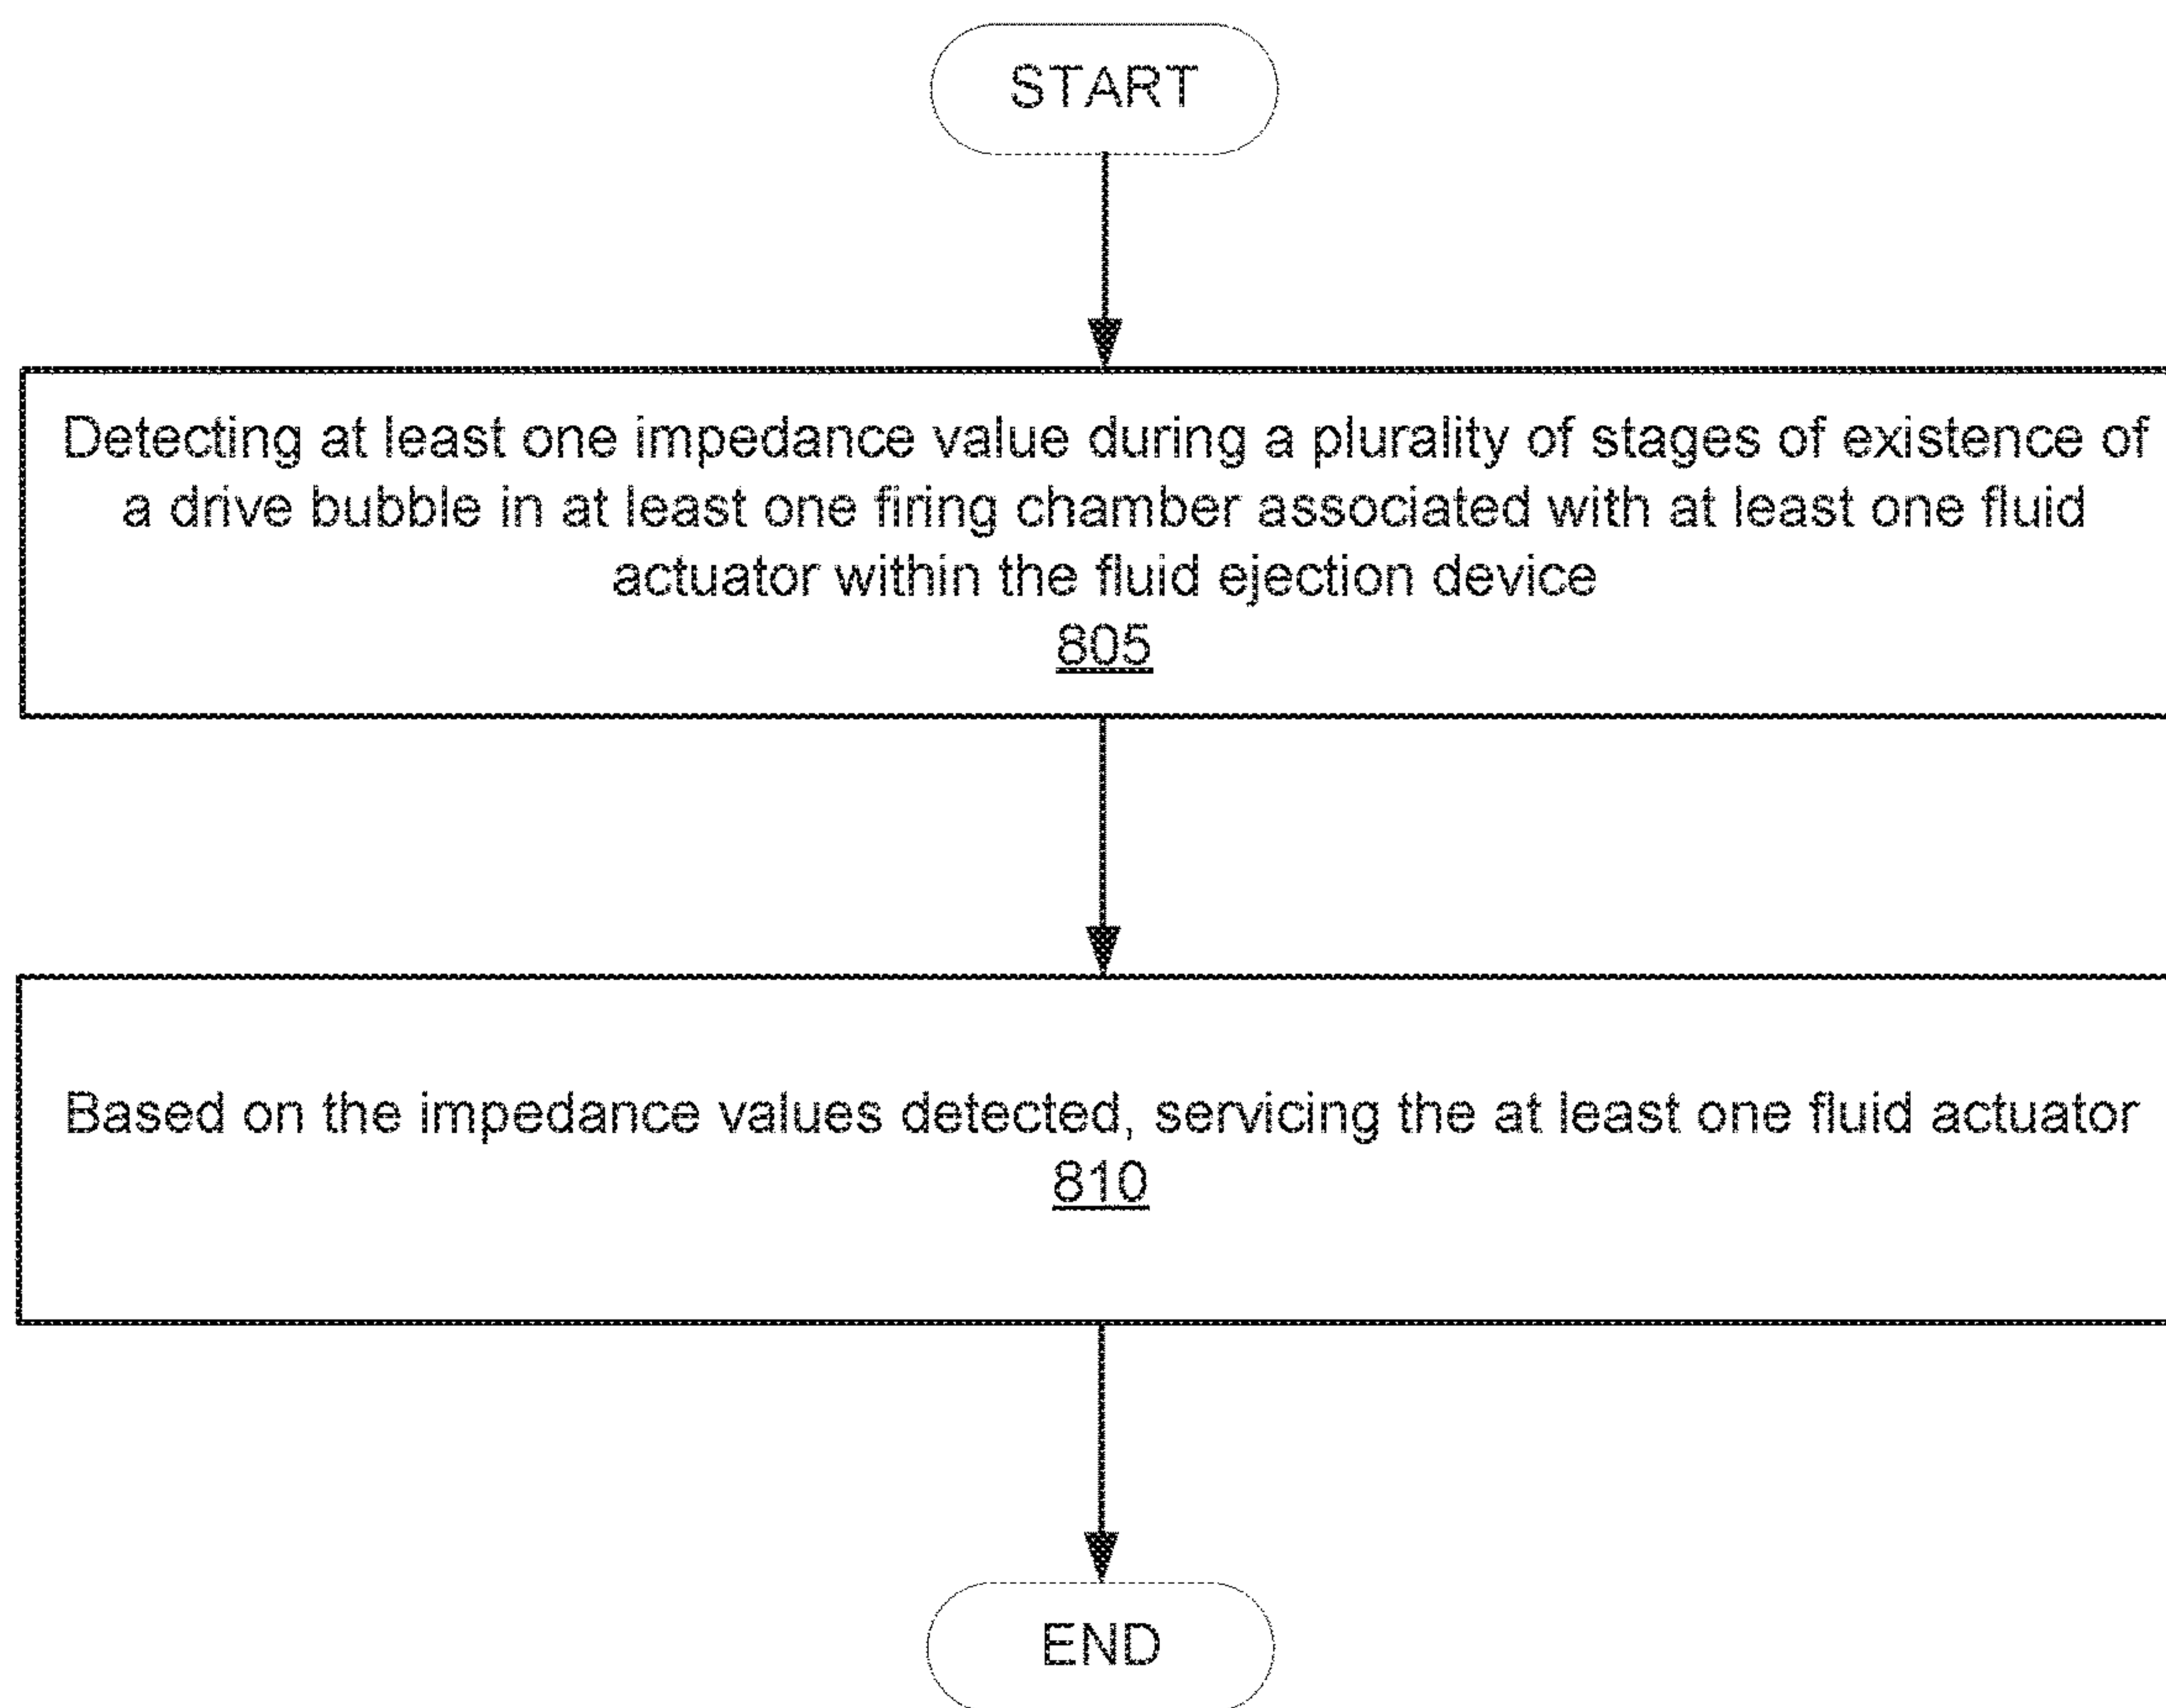 START
Detecting at least one impedance value during a plurality of stages of existence of
a drive bubble in at least one firing chamber associated with at least one fluid
actuator within the fluid ejection device
805
Based on the impedance values detected, servicing the at least one fluid actuator
810
END